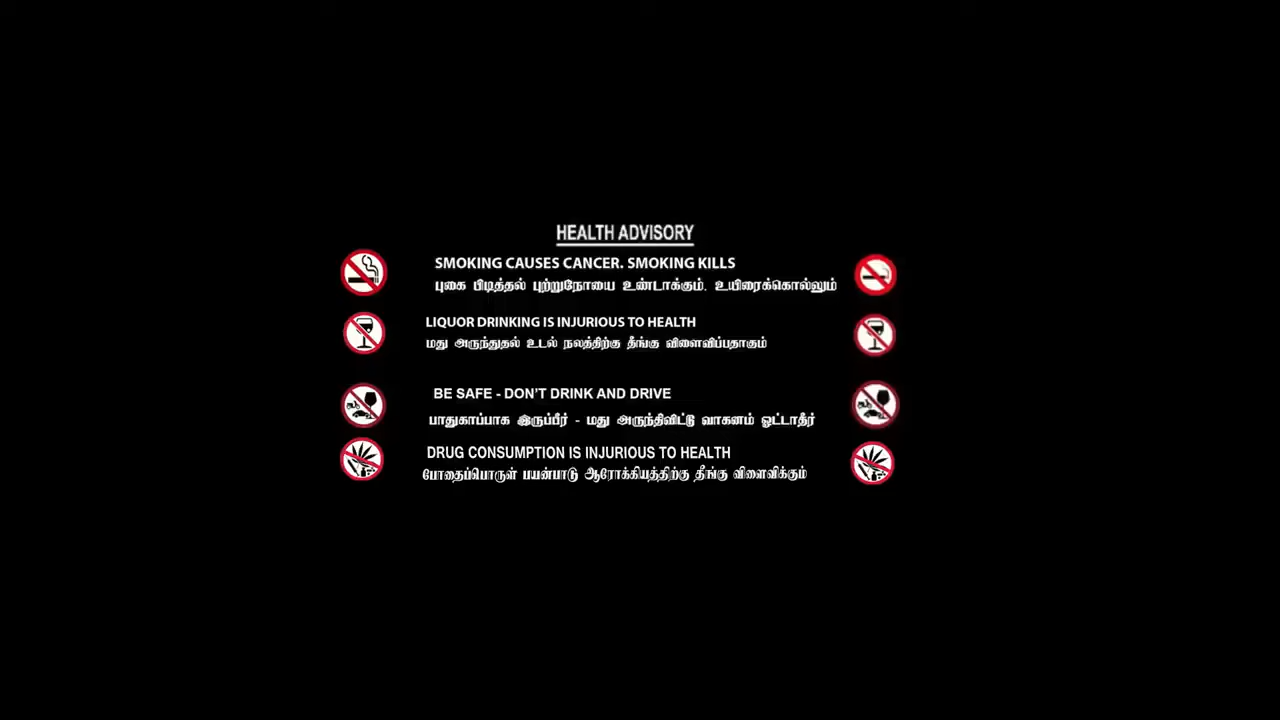 HEALTH ADVISORY
SMOKING CAUSES CANCER. SMOKING KILLS
புகை பிடித்தல் புற்றுநோயை உண்டாக்கும். உயிரைக்கொல்லும்
LIQUOR DRINKING IS INJURIOUS TO HEALTH
மது அருந்துதல் உடல் நலத்திற்கு தீங்கு விளைவிப்பதாகும்
BE SAFE - DON'T DRINK AND DRIVE
பாதுகாப்பாக இருப்பீர் - மது அருந்திவிட்டு வாகனம் ஓட்டாதீர்
DRUG CONSUMPTION IS INJURIOUS TO HEALTH
போதைப்பொருள் பயன்பாடு ஆரோக்கியத்திற்கு தீங்கு விளைவிக்கும்